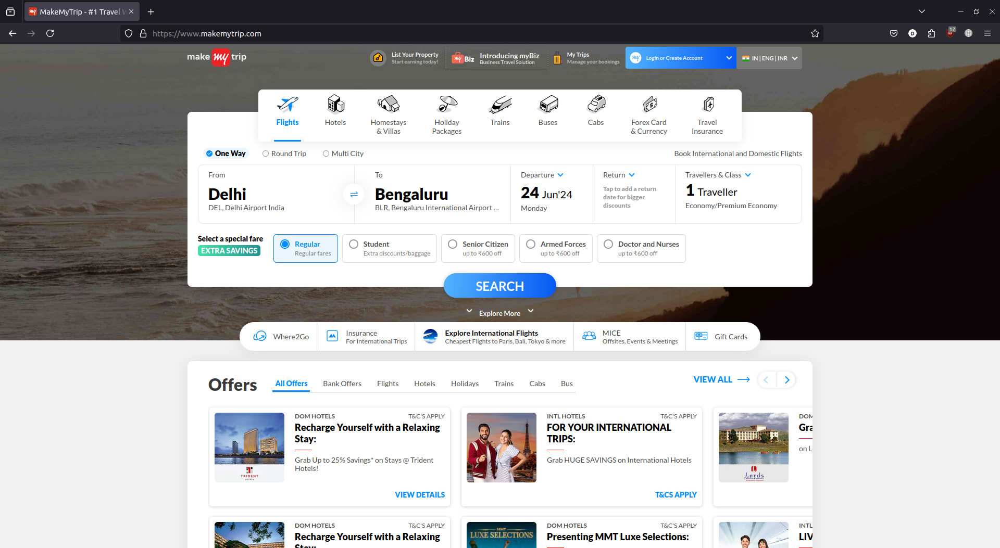 MakeMyTrip - #1 Travel W
https://www.makemytrip.com
12
make my trip
List Your Property
Start earning today!
my Biz
Introducing myBiz
Business Travel Solution
My Trips
Manage your bookings
my
Login or Create Account
IN | ENG | INR
Flights
Hotels
Homestays
& Villas
Holiday
Packages
Trains
Buses
Cabs
Forex Card
& Currency
Travel
Insurance
One Way
Round Trip
Multi City
Book International and Domestic Flights
From
Delhi
DEL, Delhi Airport India
To
Bengaluru
BLR, Bengaluru International Airport ...
Departure
24 Jun'24
Monday
Return
Tap to add a return
date for bigger
discounts
Travellers & Class
1 Traveller
Economy/Premium Economy
Select a special fare
EXTRA SAVINGS
Regular
Regular fares
Student
Extra discounts/baggage
Senior Citizen
up to ₹600 off
Armed Forces
up to ₹600 off
Doctor and Nurses
up to ₹600 off
SEARCH
Explore More
Where2Go
Insurance
For International Trips
Explore International Flights
Cheapest Flights to Paris, Bali, Tokyo & more
MICE
Offsites, Events & Meetings
Gift Cards
Offers
All Offers
Bank Offers
Flights
Hotels
Holidays
Trains
Cabs
Bus
VIEW ALL
DOM HOTELS
T&C'S APPLY
Recharge Yourself with a Relaxing
Stay:
Grab Up to 25% Savings* on Stays @ Trident
Hotels!
TRIDENT
HOTELS
VIEW DETAILS
INTL HOTELS
T&C'S APPLY
FOR YOUR INTERNATIONAL
TRIPS:
Grab HUGE SAVINGS on International Hotels
T&CS APPLY
DOM
Gra
on L
Lords
DOM HOTELS
T&C'S APPLY
Recharge Yourself with a Relaxing
Stay:
DOM HOTELS
T&C'S APPLY
Presenting MMT Luxe Selections:
MMT
LUXE SELECTIONS
INTL
LIV